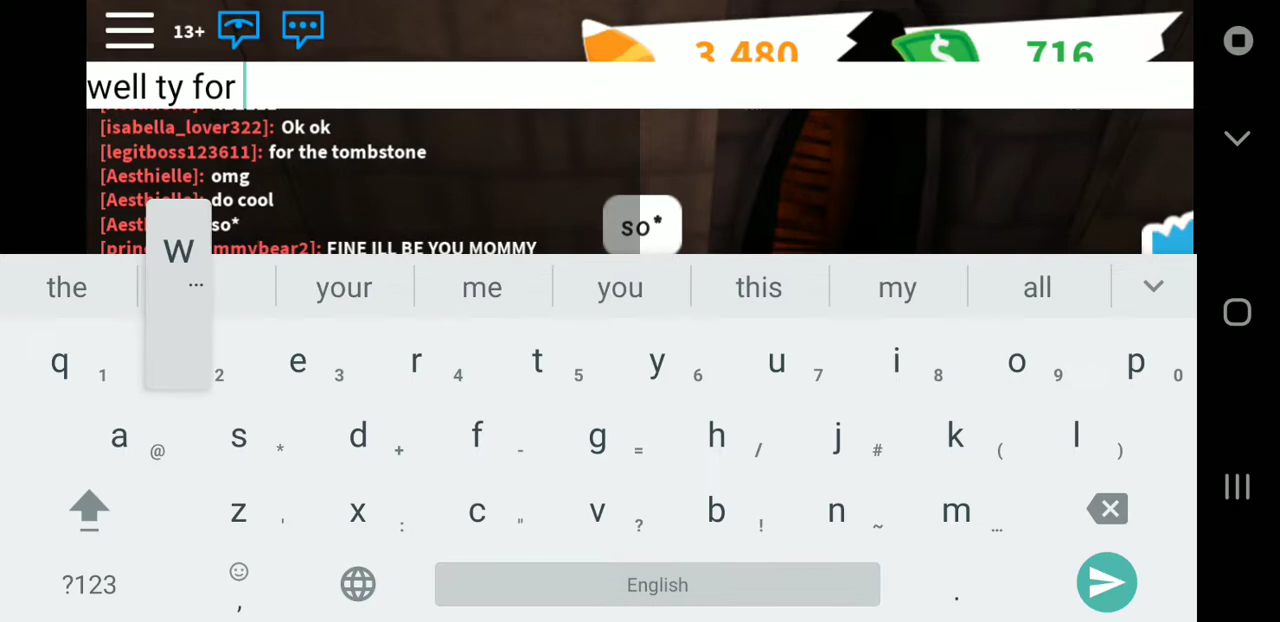 13+
3,480
716
well ty for
[isabella_lover322]: Ok ok
[legitboss123611]: for the tombstone
[Aesthielle]: omg
do cool
so*
so*
FINE ILL BE YOU MOMMY
W
...
the your me you this my all
q 1 2 e 3 r 4 t 5 y 6 u 7 i 8 o 9 p 0
a @ s * d + f - g = h / j # k ( l )
z ' x : c " v ? b ! n ~ m ...
?123 , English .